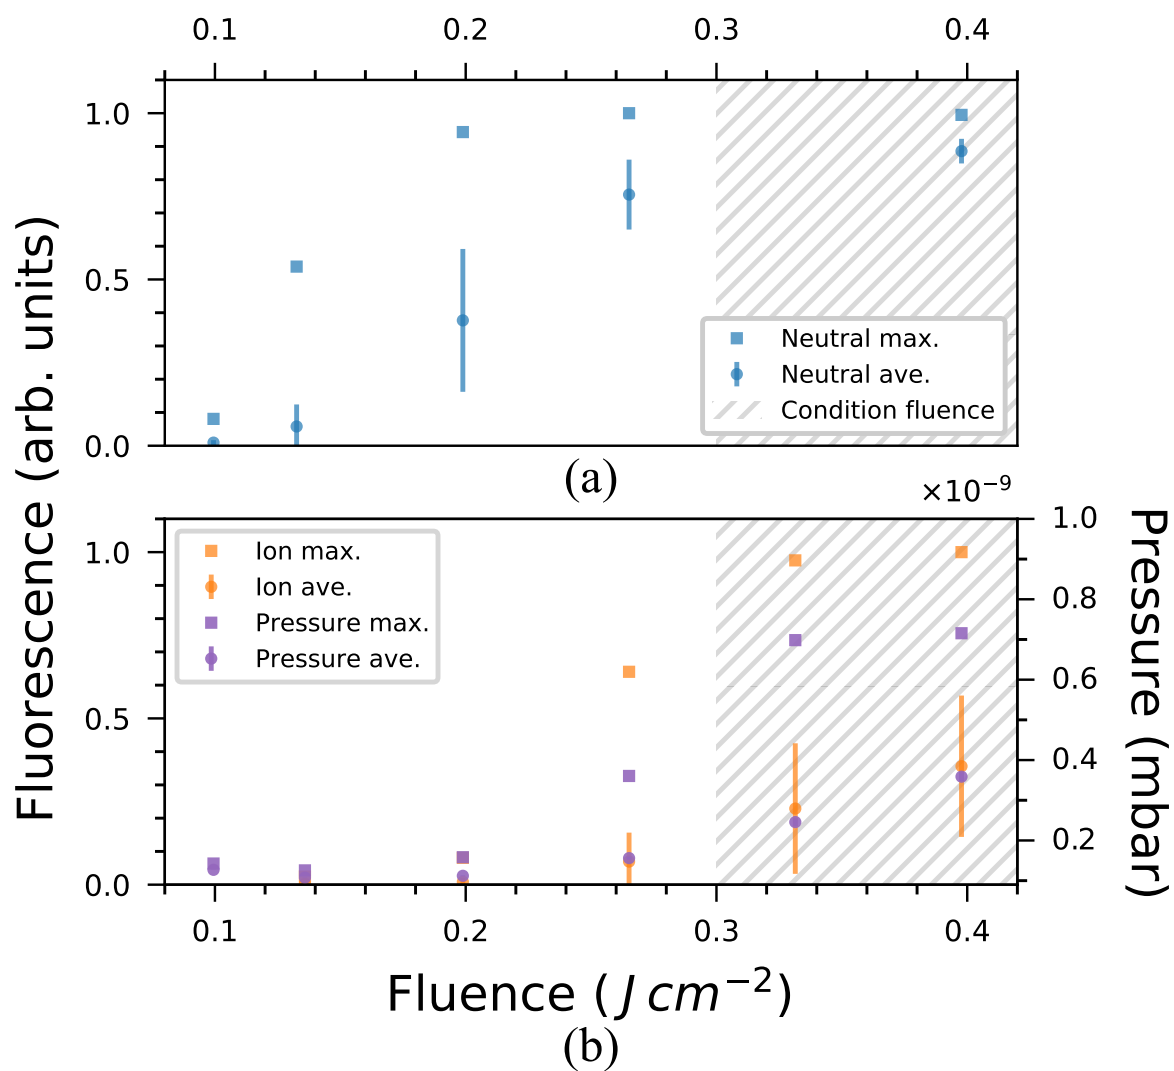 0.1 0.2 0.3 0.4
1.0
0.5
0.0
Neutral max.
Neutral ave.
Condition fluence
(a)
Fluorescence (arb. units)
×10⁻⁹
Ion max.
Ion ave.
Pressure max.
Pressure ave.
1.0
0.5
0.0
1.0
0.8
0.6
0.4
0.2
Pressure (mbar)
0.1 0.2 0.3 0.4
Fluence ( J cm⁻²)
(b)